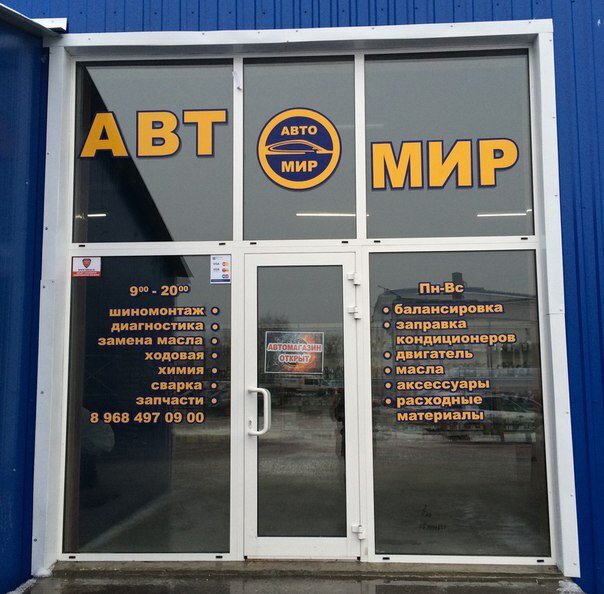 АВТ
АВТО
МИР
МИР
9⁰⁰ - 20⁰⁰
шиномонтаж •
диагностика •
замена масла •
ходовая •
химия •
сварка •
запчасти •
8 968 497 09 00
АВТОМАГАЗИН
ОТКРЫТ
Пн-Вс
• балансировка
• заправка
кондиционеров
• двигатель
• масла
• аксессуары
• расходные
материалы